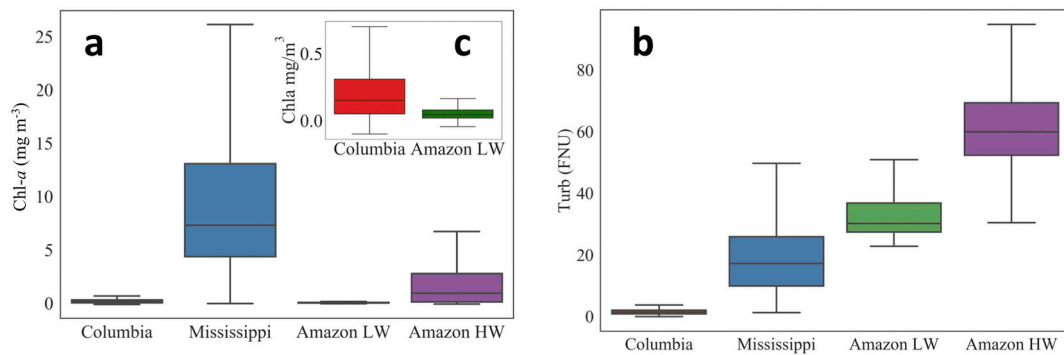 a
Chl-a (mg m-3)
25
20
15
10
5
0
Columbia Mississippi Amazon LW Amazon HW
c
Chla mg/m3
0.5
0.0
Columbia Amazon LW
b
Turb (FNU)
80
60
40
20
0
Columbia Mississippi Amazon LW Amazon HW